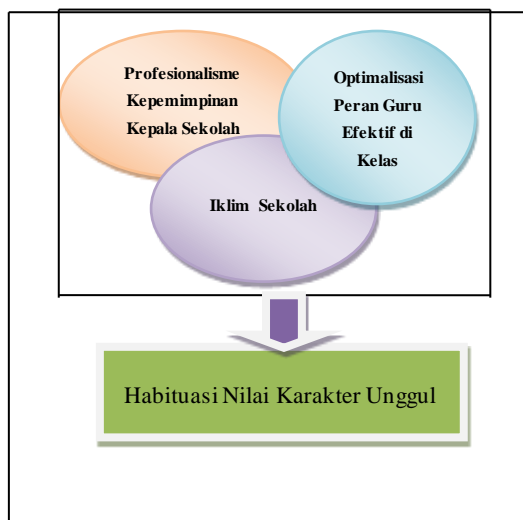 Profesionalisme
Kepemimpinan
Kepala Sekolah
Optimalisasi
Peran Guru
Efektif di
Kelas
Iklim Sekolah
Habituasi Nilai Karakter Unggul